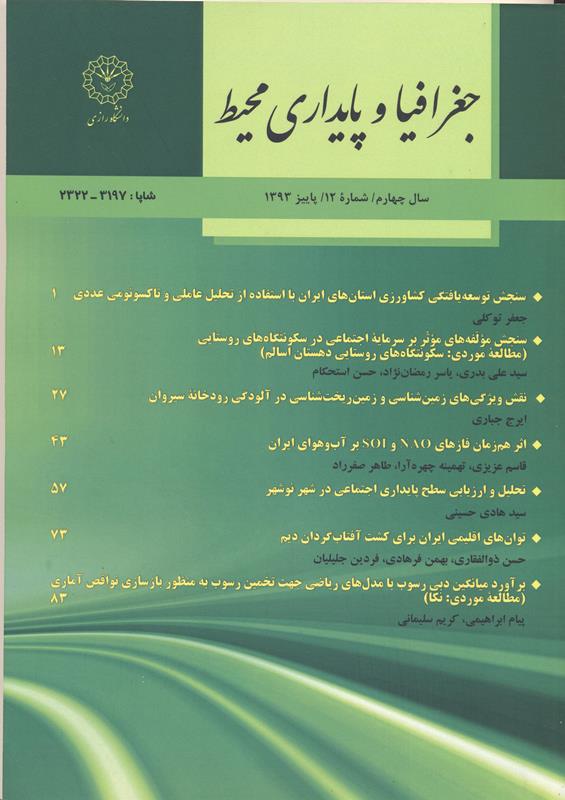 جغرافیا و پایداری محیط
دانشگاه رازی
سال چهارم/ شمارهٔ ۱۲/ پاییز ۱۳۹۳
شاپا: ۳۱۹۷-۲۳۲۲
◆ سنجش توسعه‌یافتگی کشاورزی استان‌های ایران با استفاده از تحلیل عاملی و تاکسونومی عددی ۱
جعفر توکلی
◆ سنجش مؤلفه‌های مؤثر بر سرمایهٔ اجتماعی در سکونتگاه‌های روستایی
(مطالعهٔ موردی: سکونتگاه‌های روستایی دهستان اسالم) ۱۳
سید علی بدری، یاسر رمضان‌نژاد، حسن استحکام
◆ نقش ویژگی‌های زمین‌شناسی و زمین‌ریخت‌شناسی در آلودگی رودخانهٔ سیروان ۲۷
ایرج جباری
◆ اثر هم‌زمان فازهای NAO و SOI بر آب‌وهوای ایران ۴۳
قاسم عزیزی، تهمینه چهره‌آرا، طاهر صفرراد
◆ تحلیل و ارزیابی سطح پایداری اجتماعی در شهر نوشهر ۵۷
سید هادی حسینی
◆ توان‌های اقلیمی ایران برای کشت آفتاب‌گردان دیم ۷۳
حسن ذوالفقاری، بهمن فرهادی، فردین جلیلیان
◆ برآورد میانگین دبی رسوب با مدل‌های ریاضی جهت تخمین رسوب به منظور بازسازی نواقص آماری
(مطالعهٔ موردی: نکا) ۸۳
پیام ابراهیمی، کریم سلیمانی